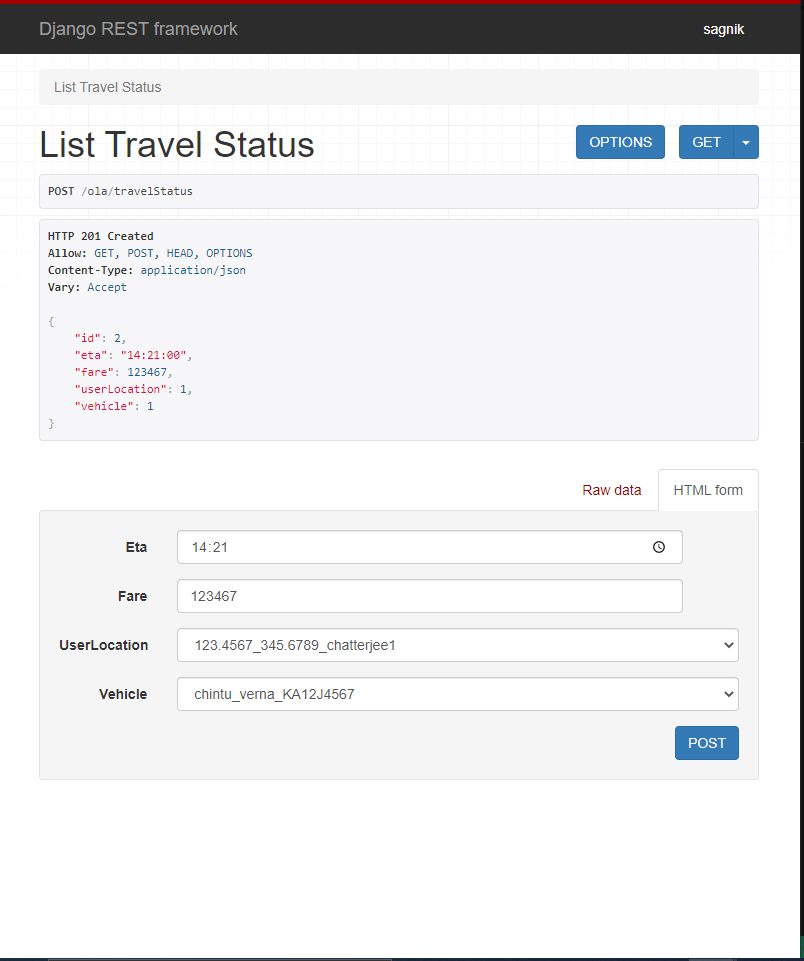 Django REST framework
sagnik
List Travel Status
List Travel Status
OPTIONS
GET
POST /ola/travelStatus
HTTP 201 Created
Allow: GET, POST, HEAD, OPTIONS
Content-Type: application/json
Vary: Accept
{
"id": 2,
"eta": "14:21:00",
"fare": 123467,
"userLocation": 1,
"vehicle": 1
}
Raw data
HTML form
Eta
14:21
Fare
123467
UserLocation
123.4567_345.6789_chatterjee1
Vehicle
chintu_verna_KA12J4567
POST